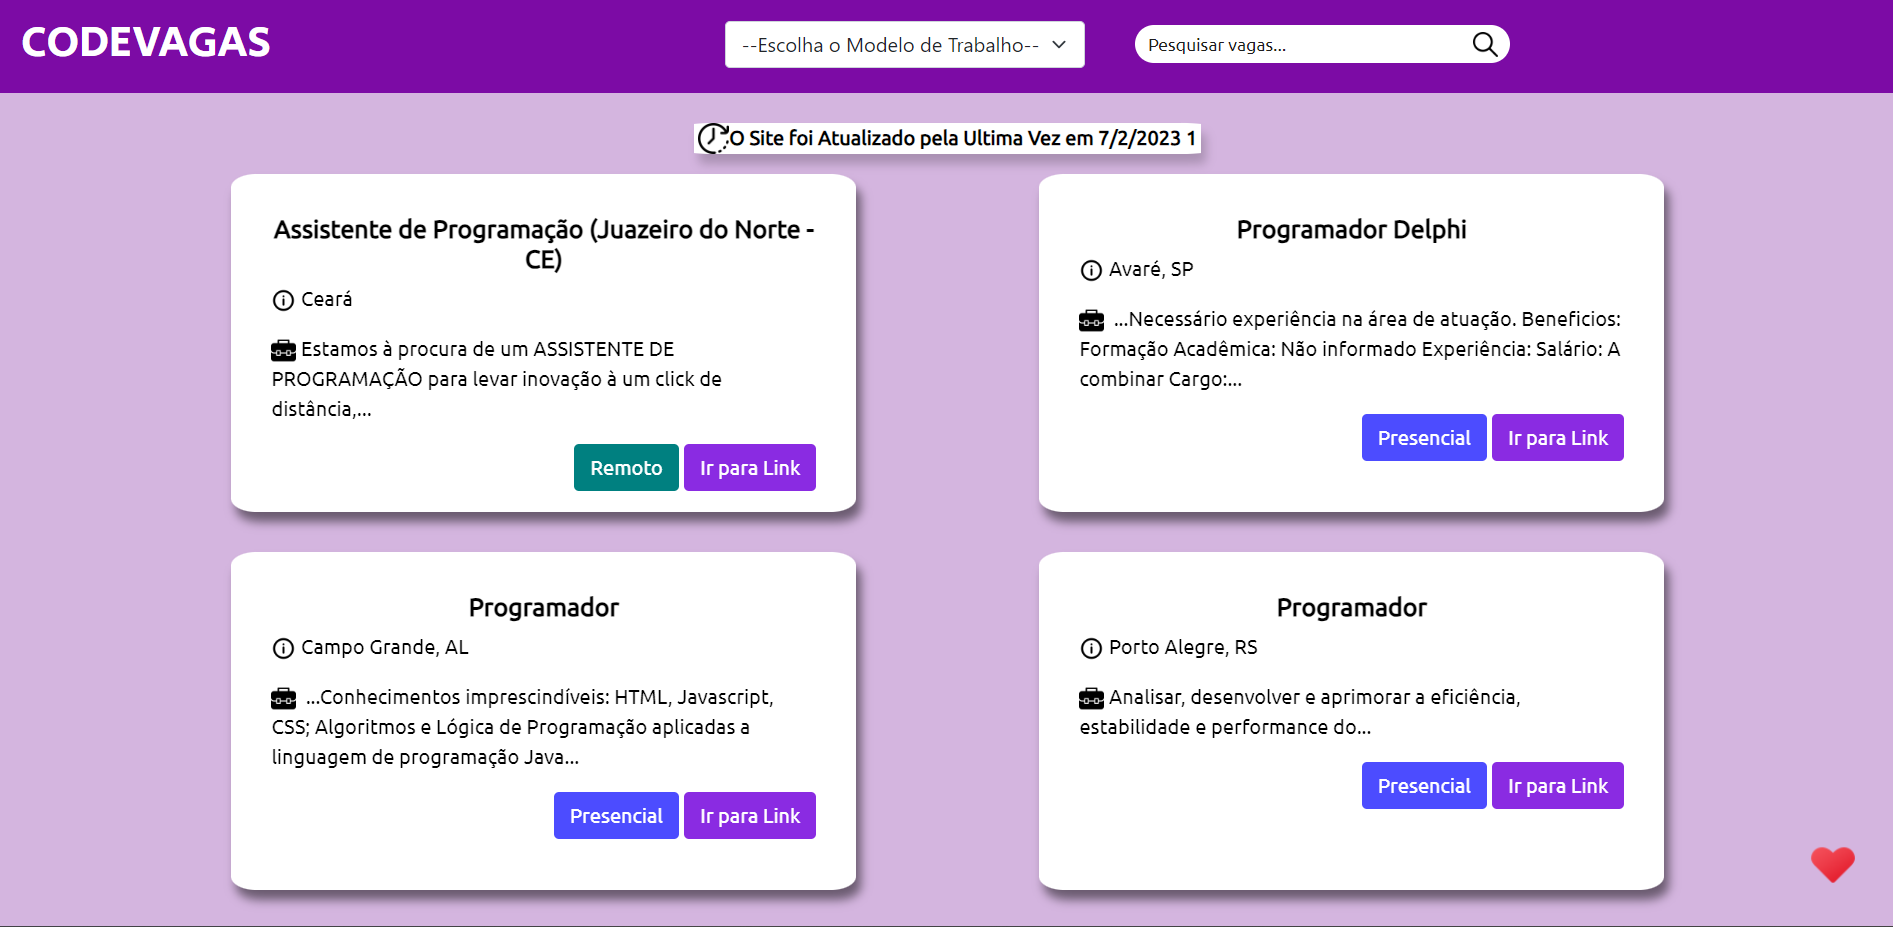 CODEVAGAS
--Escolha o Modelo de Trabalho--
Pesquisar vagas...
O Site foi Atualizado pela Ultima Vez em 7/2/2023 1
Assistente de Programação (Juazeiro do Norte -
CE)
Ceará
Estamos à procura de um ASSISTENTE DE
PROGRAMAÇÃO para levar inovação à um click de
distância,...
Remoto
Ir para Link
Programador Delphi
Avaré, SP
...Necessário experiência na área de atuação. Beneficios:
Formação Acadêmica: Não informado Experiência: Salário: A
combinar Cargo:...
Presencial
Ir para Link
Programador
Campo Grande, AL
...Conhecimentos imprescindíveis: HTML, Javascript,
CSS; Algoritmos e Lógica de Programação aplicadas a
linguagem de programação Java...
Presencial
Ir para Link
Programador
Porto Alegre, RS
Analisar, desenvolver e aprimorar a eficiência,
estabilidade e performance do...
Presencial
Ir para Link